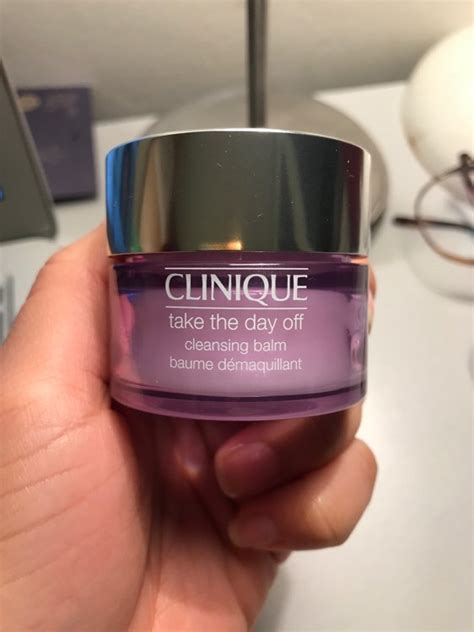 CLINIQUE
take the day off
cleansing balm
baume démaquillant